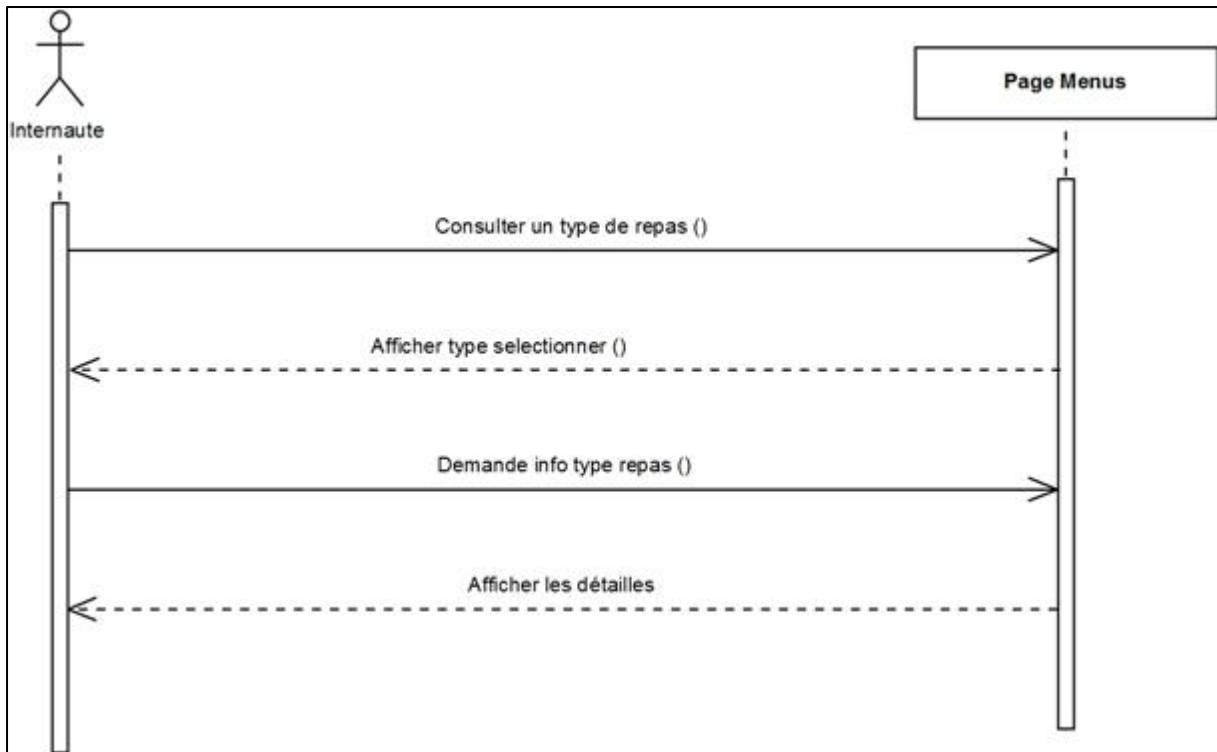 Page Menus
Internaute
Consulter un type de repas ()
Afficher type selectionner ()
Demande info type repas ()
Afficher les détailles